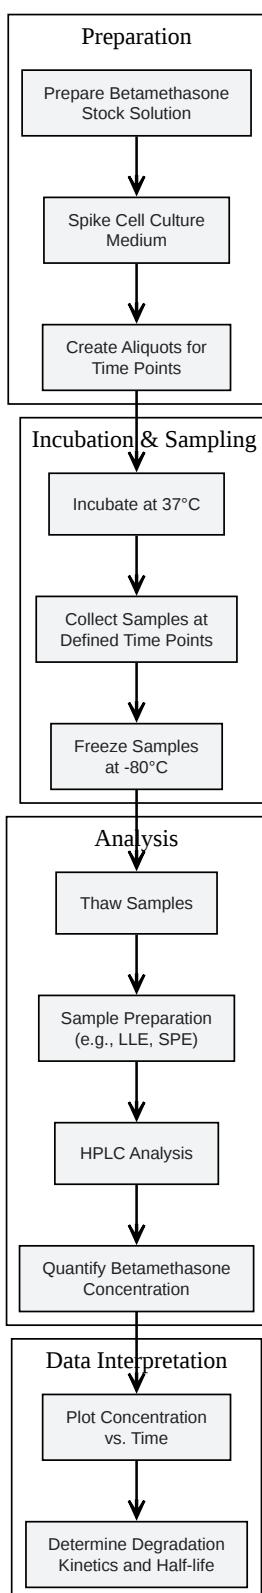 Preparation
Prepare Betamethasone
Stock Solution
Spike Cell Culture
Medium
Create Aliquots for
Time Points
Incubation & Sampling
Incubate at 37°C
Collect Samples at
Defined Time Points
Freeze Samples
at -80°C
Analysis
Thaw Samples
Sample Preparation
(e.g., LLE, SPE)
HPLC Analysis
Quantify Betamethasone
Concentration
Data Interpretation
Plot Concentration
vs. Time
Determine Degradation
Kinetics and Half-life